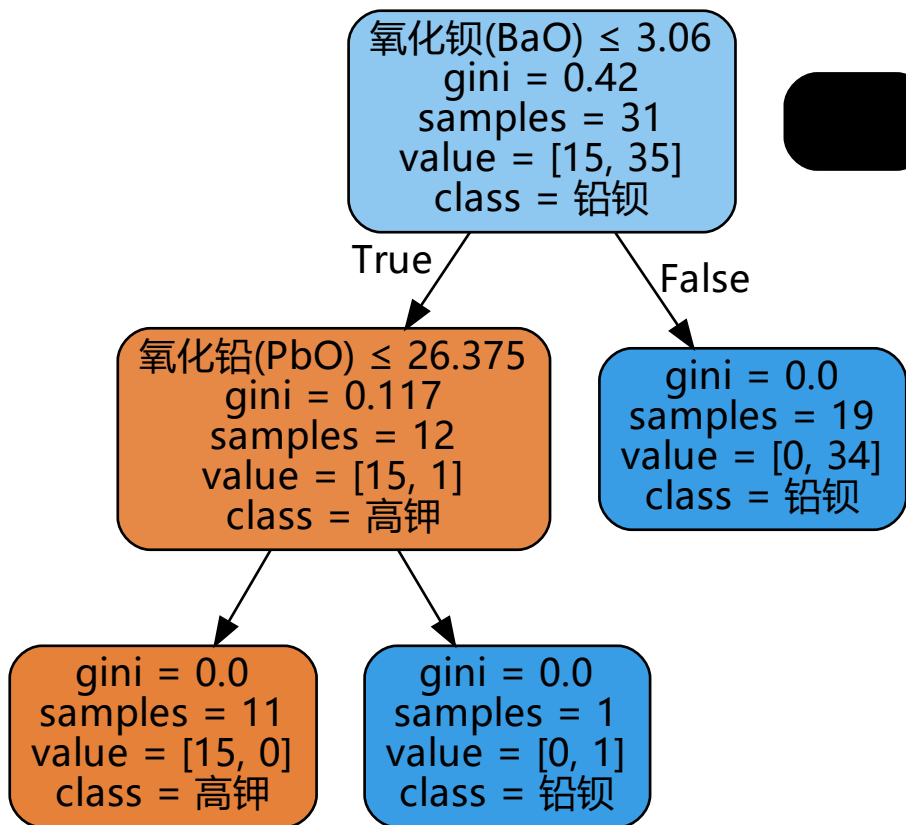 氧化钡(BaO) ≤ 3.06
gini = 0.42
samples = 31
value = [15, 35]
class = 铅钡
True
False
氧化铅(PbO) ≤ 26.375
gini = 0.117
samples = 12
value = [15, 1]
class = 高钾
gini = 0.0
samples = 19
value = [0, 34]
class = 铅钡
gini = 0.0
samples = 11
value = [15, 0]
class = 高钾
gini = 0.0
samples = 1
value = [0, 1]
class = 铅钡